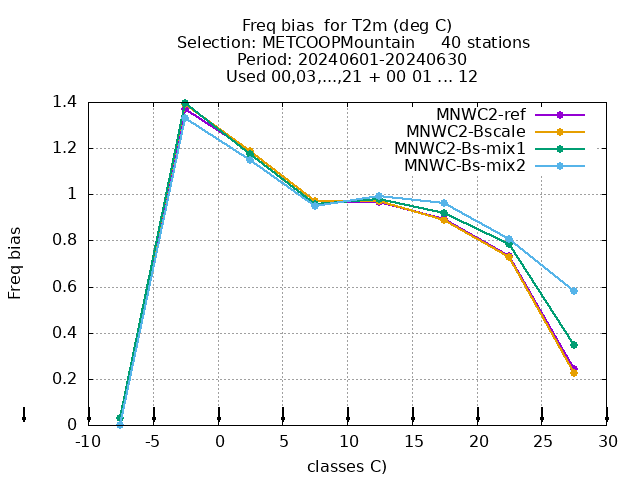 Freq bias  for T2m (deg C)
Selection: METCOOPMountain     40 stations
Period: 20240601-20240630
Used 00,03,...,21 + 00 01 ... 12
MNWC2-ref
MNWC2-Bscale
MNWC2-Bs-mix1
MNWC-Bs-mix2
Freq bias
1.4
1.2
1
0.8
0.6
0.4
0.2
0
-10 -5 0 5 10 15 20 25 30
classes C)